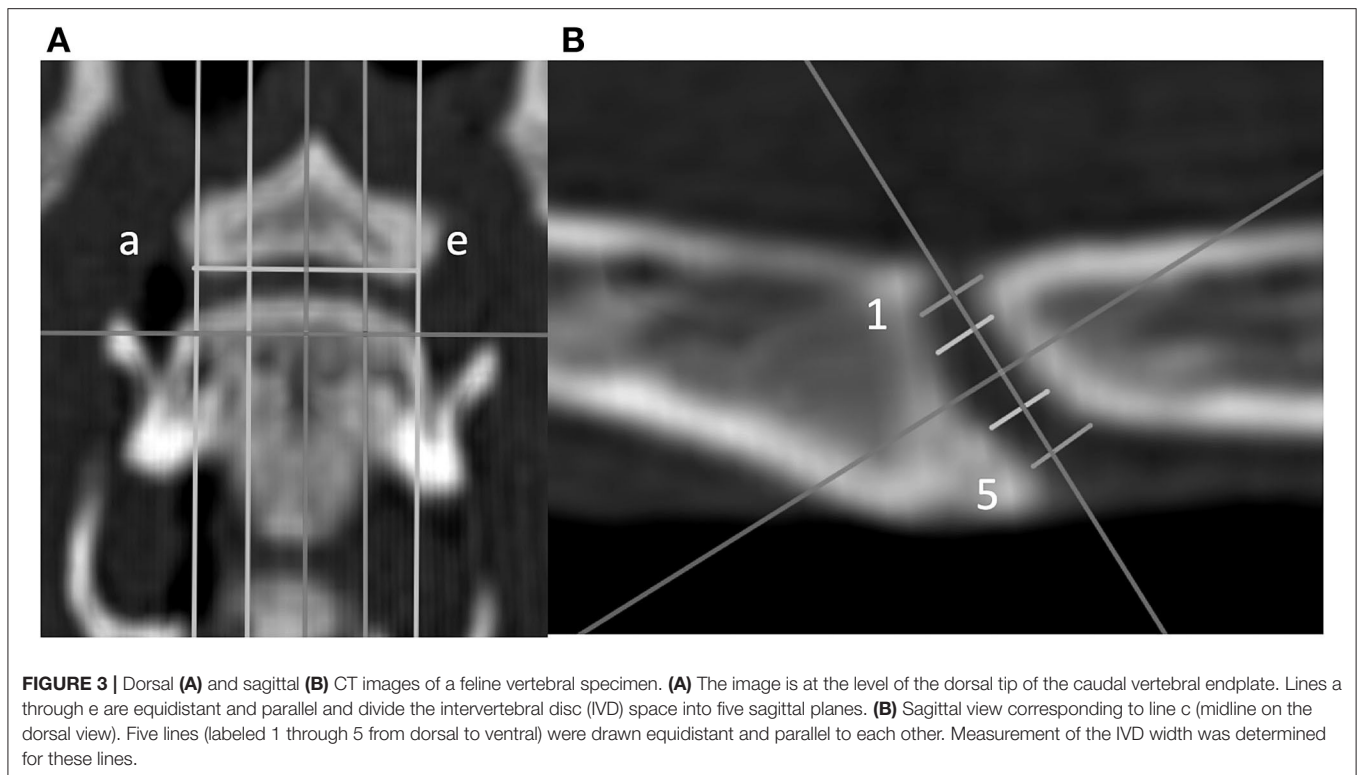 A
B
a
e
1
5
FIGURE 3 | Dorsal (A) and sagittal (B) CT images of a feline vertebral specimen. (A) The image is at the level of the dorsal tip of the caudal vertebral endplate. Lines a
through e are equidistant and parallel and divide the intervertebral disc (IVD) space into five sagittal planes. (B) Sagittal view corresponding to line c (midline on the
dorsal view). Five lines (labeled 1 through 5 from dorsal to ventral) were drawn equidistant and parallel to each other. Measurement of the IVD width was determined
for these lines.